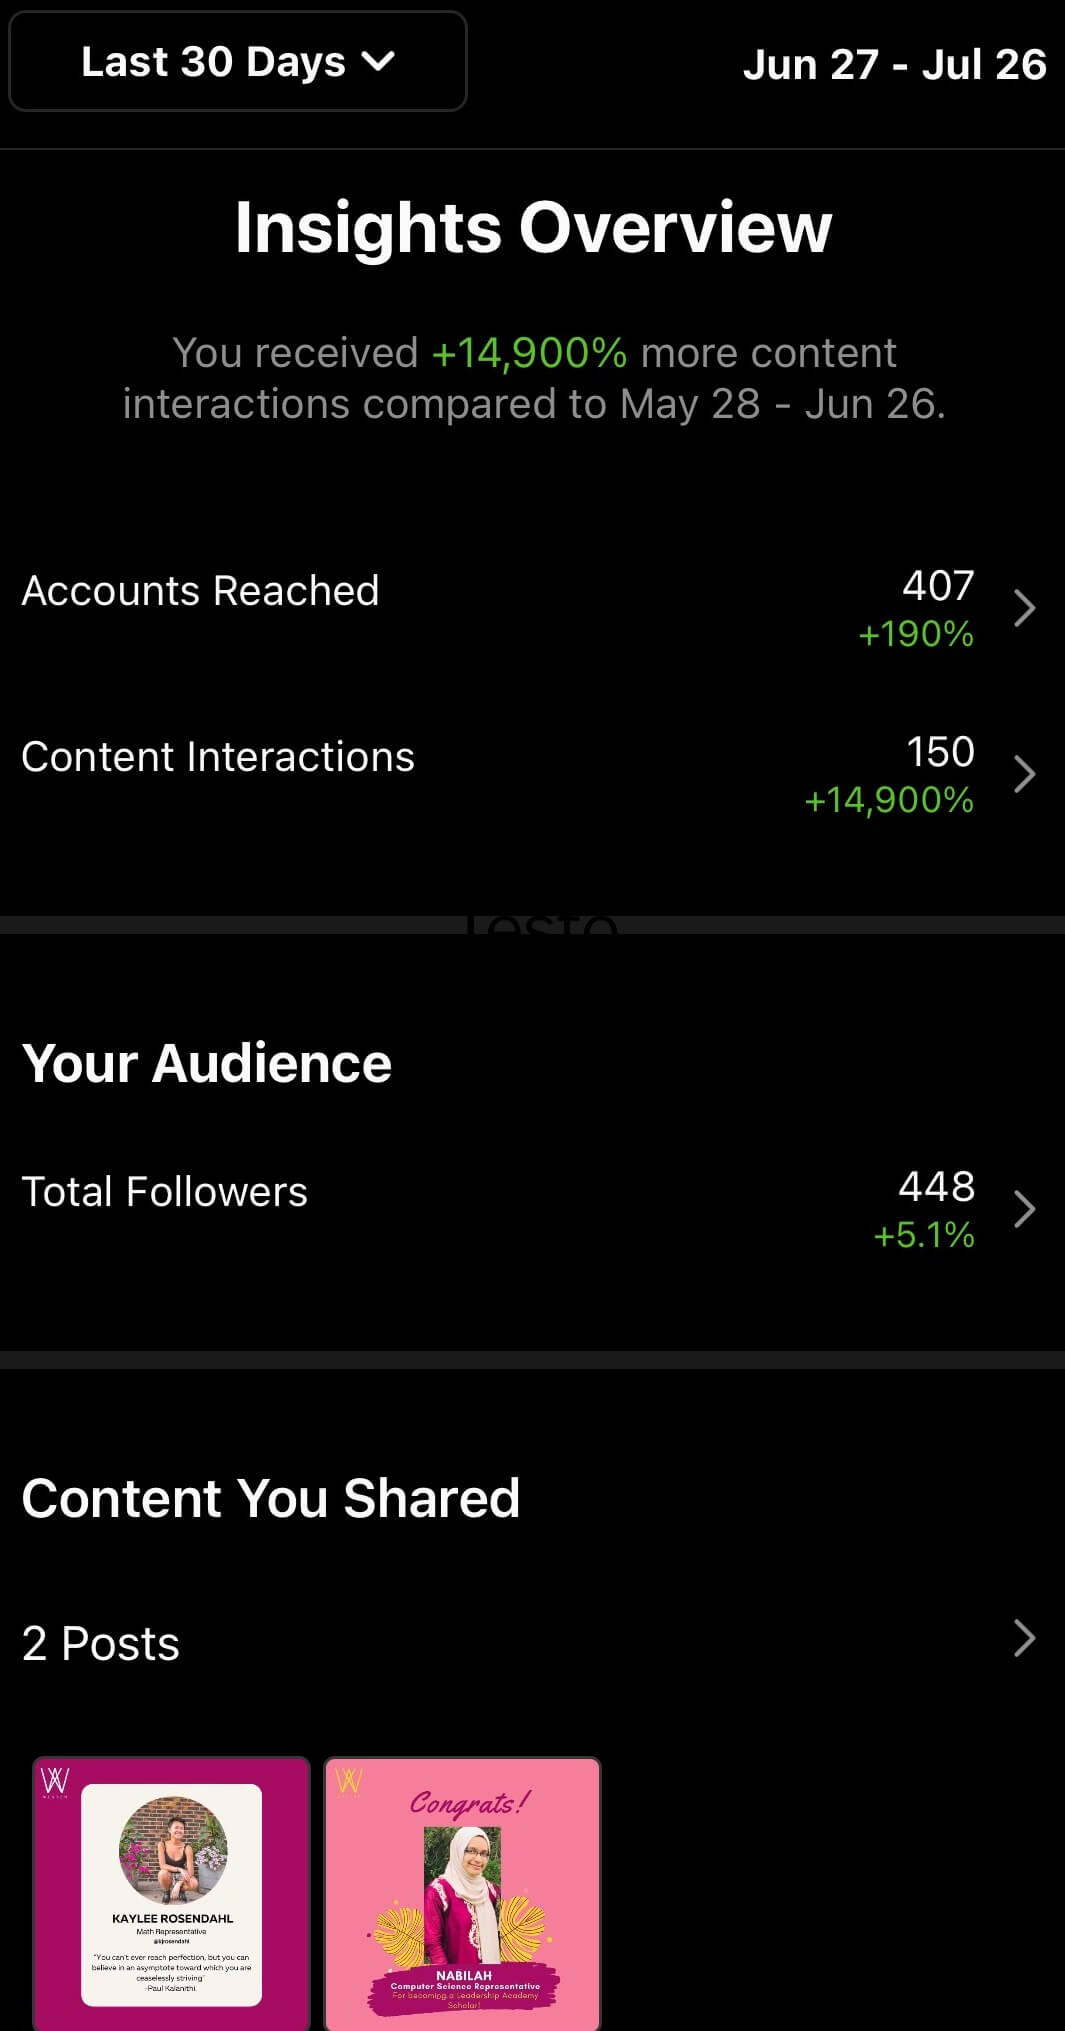 Last 30 Days
Jun 27 - Jul 26
Insights Overview
You received +14,900% more content
interactions compared to May 28 - Jun 26.
Accounts Reached
407
+190%
Content Interactions
150
+14,900%
Testo
Your Audience
Total Followers
448
+5.1%
Content You Shared
2 Posts
W
KAYLEE ROSENDAHL
Math Representative
@kjrosendahl
"You can't ever reach perfection, but you can
believe in an asymptote toward which you are
ceaselessly striving"
-Paul Kalanithi
W
Congrats!
NABILAH
Computer Science Representative
For becoming a Leadership Academy
Scholar!